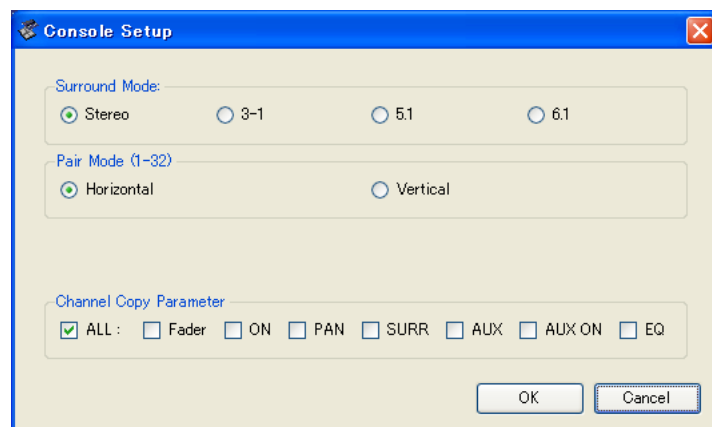 Console Setup
Surround Mode:
Stereo 3-1 5.1 6.1
Pair Mode (1-32)
Horizontal Vertical
Channel Copy Parameter
ALL : Fader ON PAN SURR AUX AUX ON EQ
OK Cancel